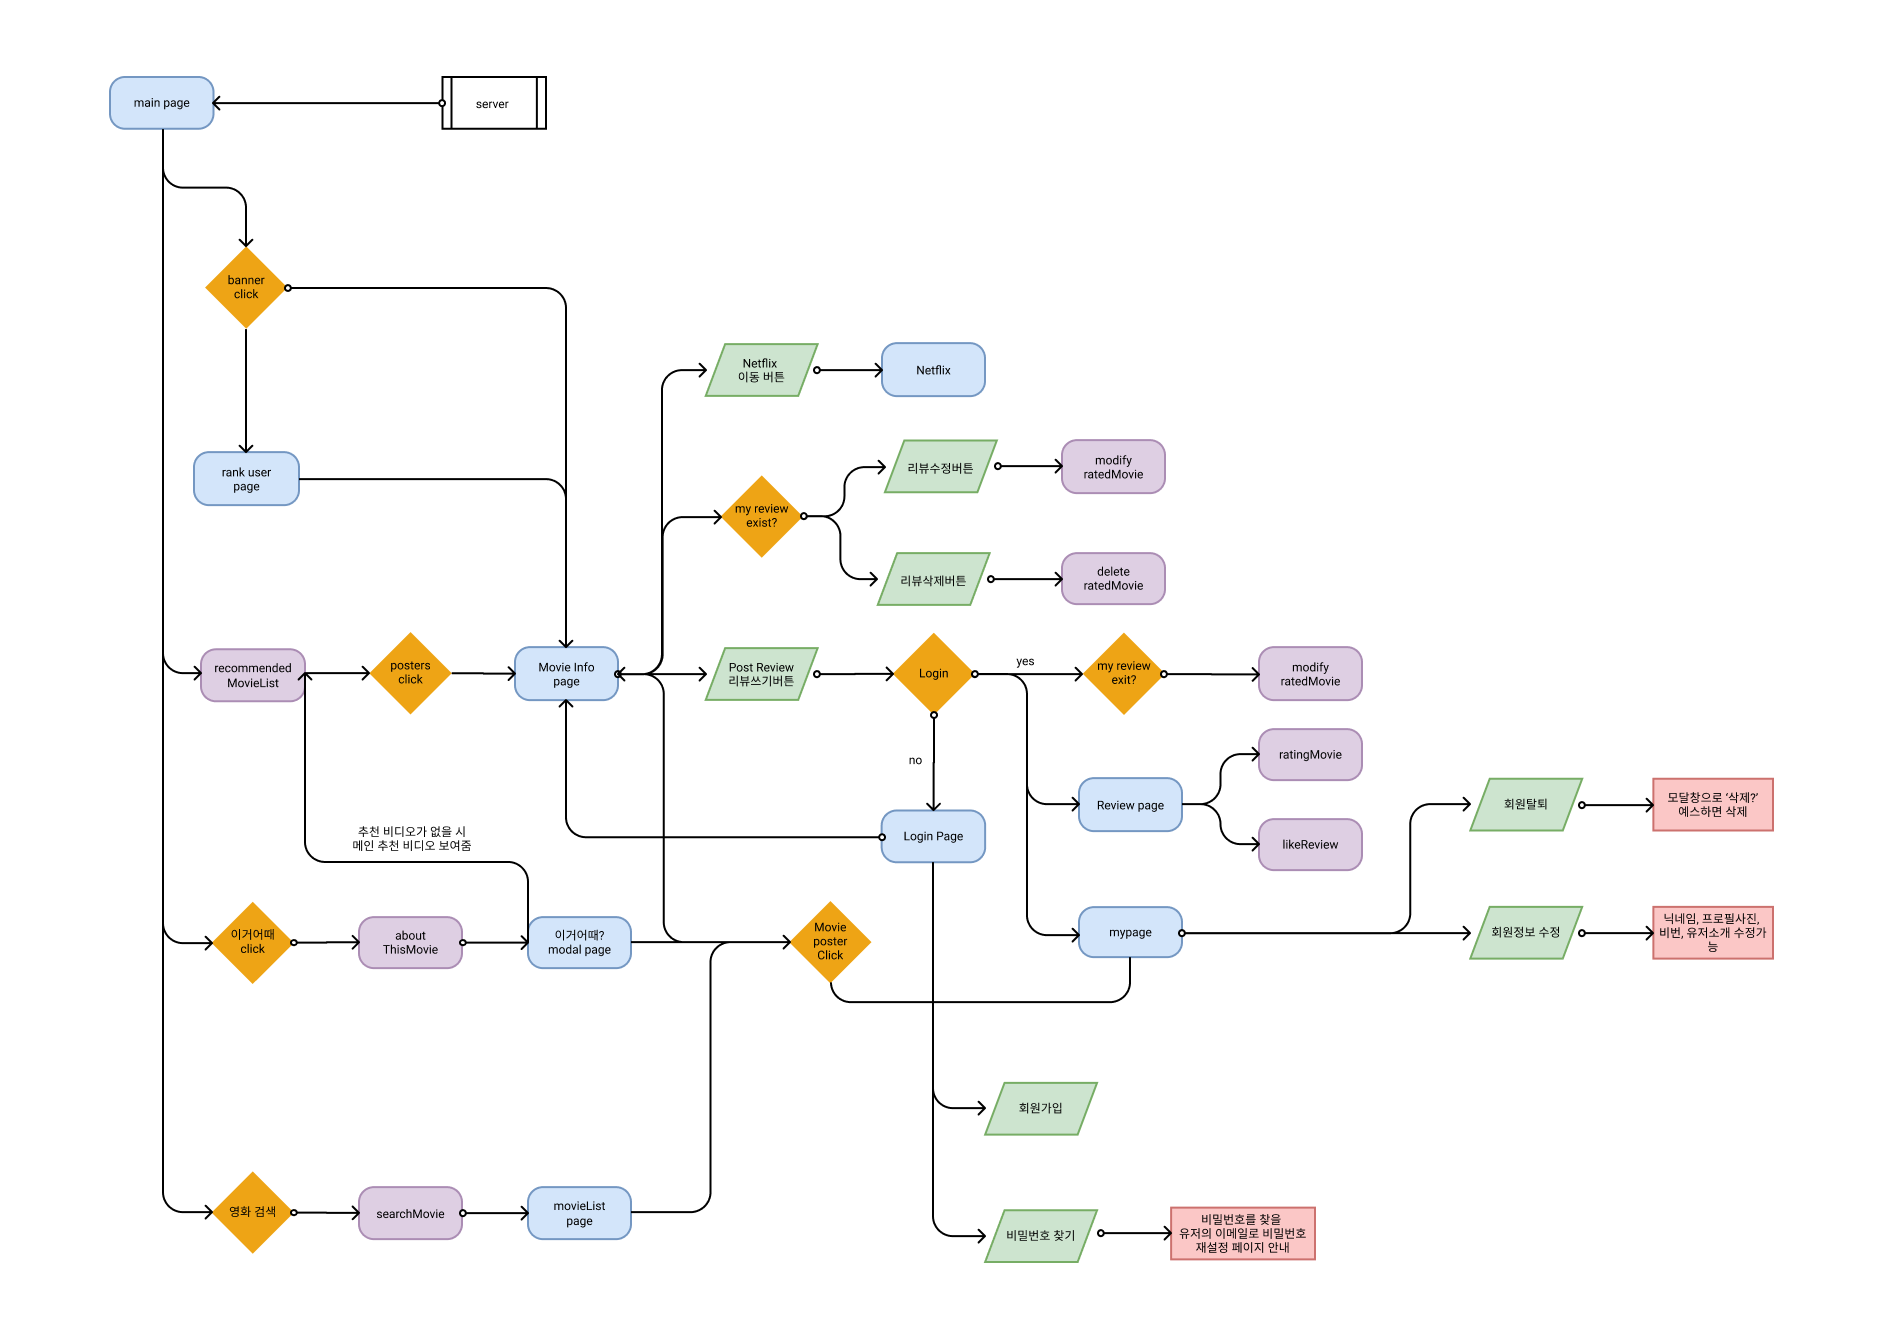 main page
server
banner
click
Netflix
이동 버튼
Netflix
rank user
page
리뷰수정버튼
modify
ratedMovie
my review
exist?
리뷰삭제버튼
delete
ratedMovie
recommended
MovieList
posters
click
Movie Info
page
Post Review
리뷰쓰기버튼
Login
yes
my review
exit?
modify
ratedMovie
no
ratingMovie
Review page
likeReview
Login Page
회원탈퇴
모달창으로 ‘삭제?’
예스하면 삭제
추천 비디오가 없을 시
메인 추천 비디오 보여줌
이거어때
click
about
ThisMovie
이거어때?
modal page
Movie
poster
Click
mypage
회원정보 수정
닉네임, 프로필사진,
비번, 유저소개 수정가
능
회원가입
영화 검색
searchMovie
movieList
page
비밀번호 찾기
비밀번호를 찾을
유저의 이메일로 비밀번호
재설정 페이지 안내